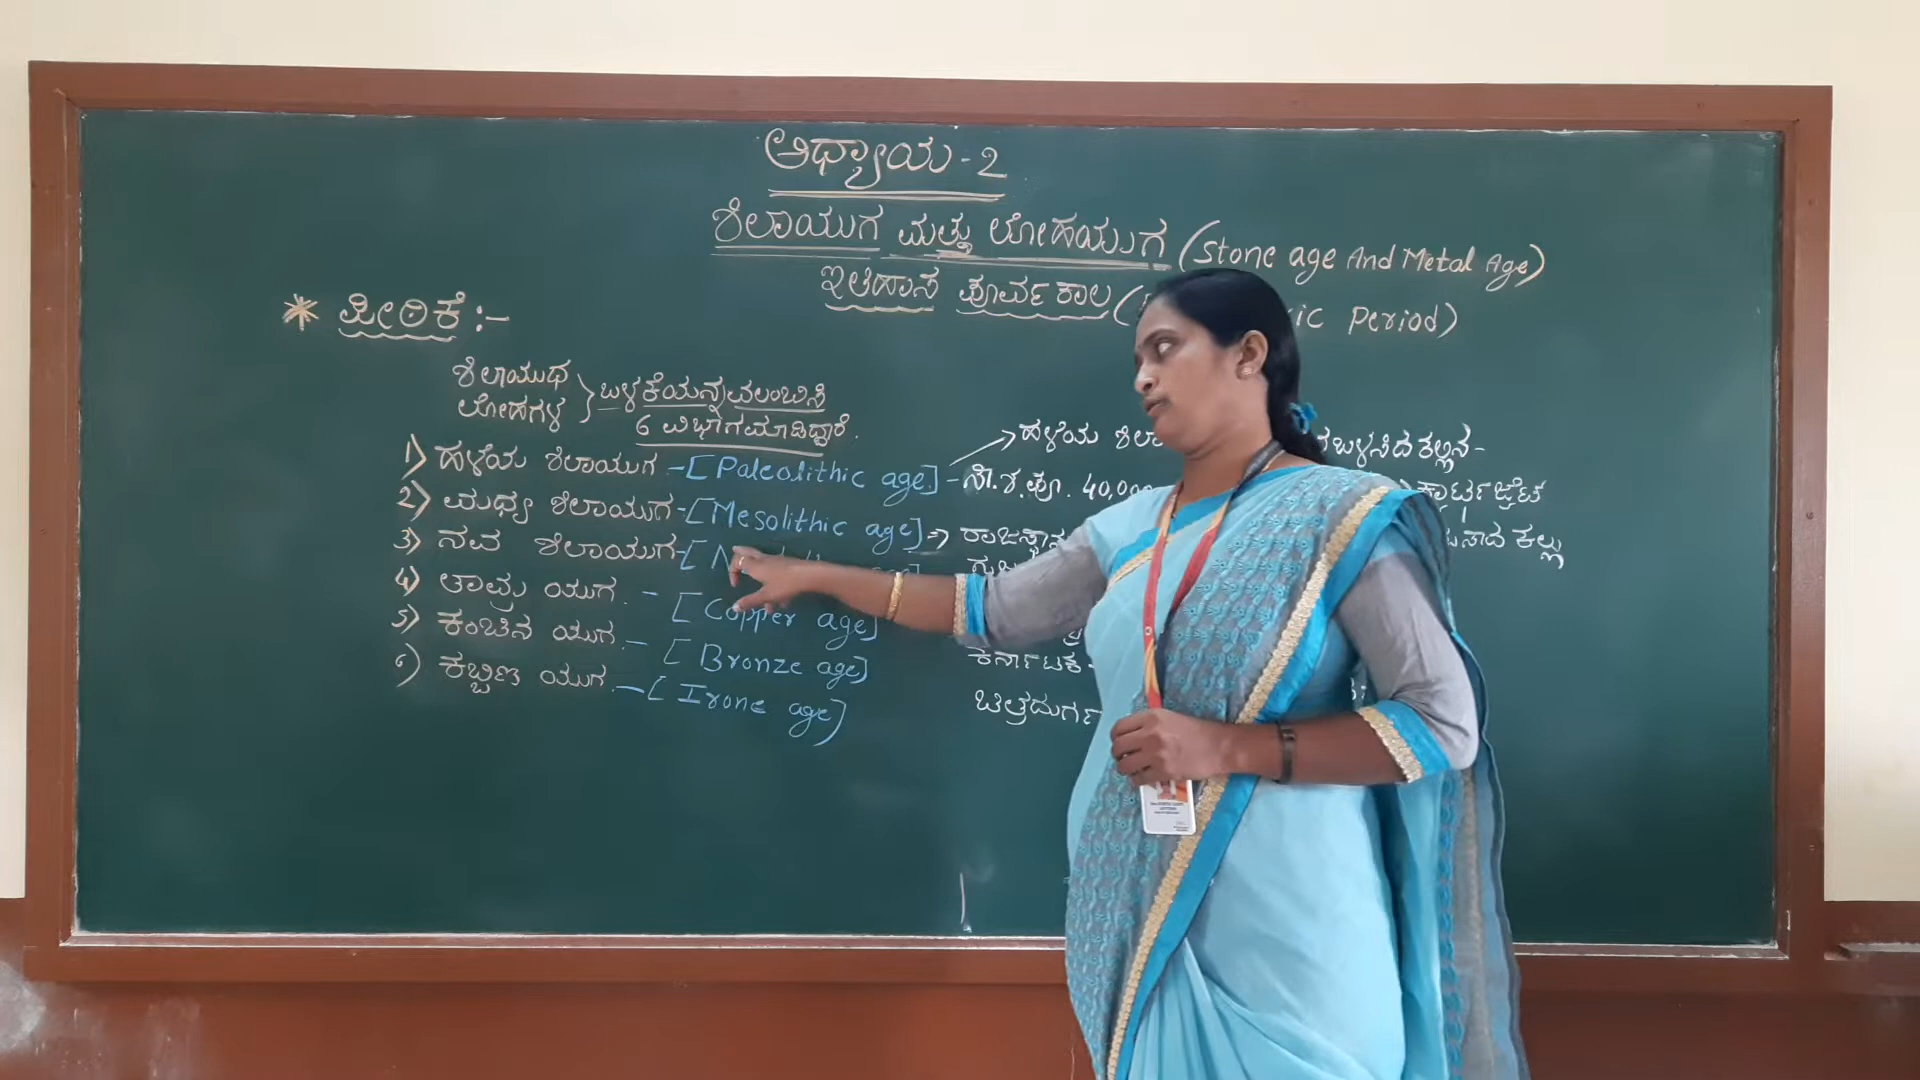 ಅಧ್ಯಾಯ - 2
ಶಿಲಾಯುಗ ಮತ್ತು ಲೋಹಯುಗ (Stone age And Metal Age)
ಇತಿಹಾಸ ಪೂರ್ವ ಕಾಲ ( ic Period)
* ಪೀಠಿಕೆ :-
ಶಿಲಾಯುಧ
ಲೋಹಗಳ } ಬಳಕೆಯನ್ನವಲಂಬಿಸಿ
6 ವಿಭಾಗಮಾಡಿದ್ದಾರೆ.
1) ಹಳೆಯ ಶಿಲಾಯುಗ - [Paleolithic age]
2) ಮಧ್ಯ ಶಿಲಾಯುಗ - [Mesolithic age]
3) ನವ ಶಿಲಾಯುಗ - [N
4) ತಾಮ್ರ ಯುಗ. - [Copper age]
5) ಕಂಚಿನ ಯುಗ. - [Bronze age]
6) ಕಬ್ಬಿಣ ಯುಗ. - [Irone age]
→ ಹಳೆಯ ಶಿಲಾ ಬಳಸಿದ ಕಲ್ಲಿನ -
- ಸಾ.ಶ.ಪೂ. 40,000 ಕ್ವಾರ್ಟ್ಜೈಟ್
→ ರಾಜಸ್ಥಾನ ಕಲ್ಲು
ಕರ್ನಾಟಕ -
ಚಿತ್ರದುರ್ಗ